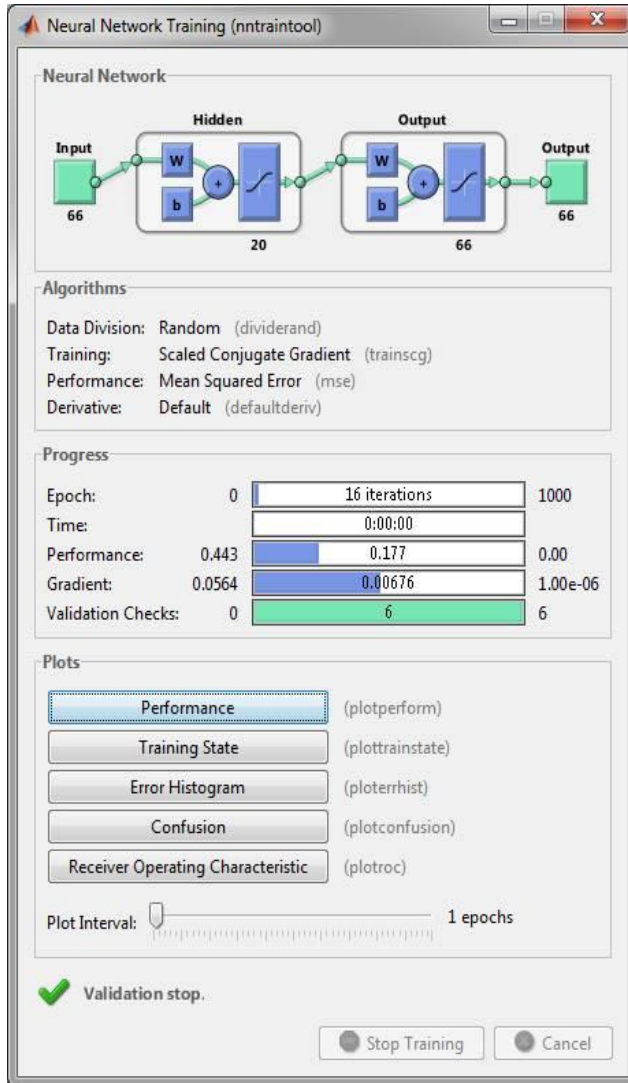 Neural Network Training (nntraintool)
Neural Network
Hidden Output
Input Output
W W
b b
+ +
66 66
20 66
Algorithms
Data Division: Random (dividerand)
Training: Scaled Conjugate Gradient (trainscg)
Performance: Mean Squared Error (mse)
Derivative: Default (defaultderiv)
Progress
Epoch: 0 16 iterations 1000
Time: 0:00:00
Performance: 0.443 0.177 0.00
Gradient: 0.0564 0.00676 1.00e-06
Validation Checks: 0 6 6
Plots
Performance (plotperform)
Training State (plottrainstate)
Error Histogram (ploterrhist)
Confusion (plotconfusion)
Receiver Operating Characteristic (plotroc)
Plot Interval: 1 epochs
Validation stop.
Stop Training Cancel